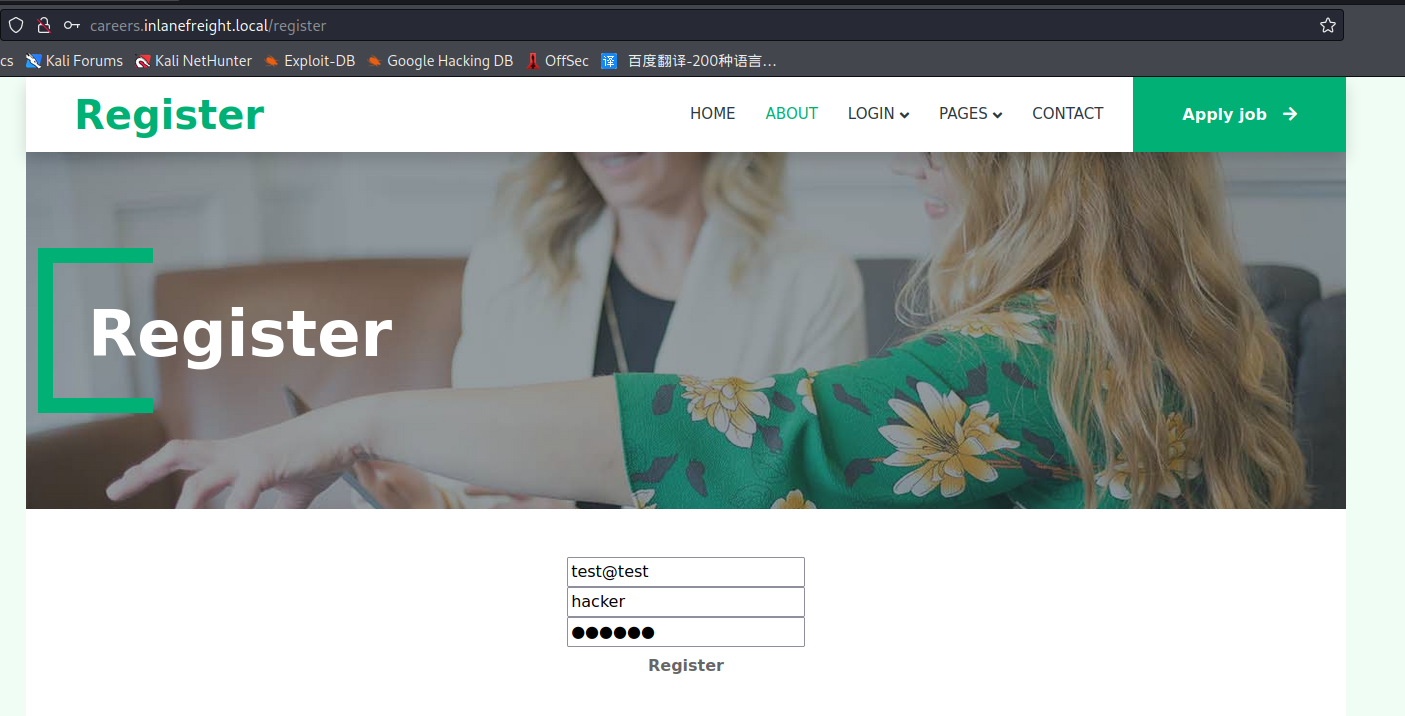 careers.inlanefreight.local/register
cs Kali Forums Kali NetHunter Exploit-DB Google Hacking DB OffSec 译 百度翻译-200种语言…
Register HOME ABOUT LOGIN PAGES CONTACT Apply job
Register
test@test
hacker
●●●●●●
Register